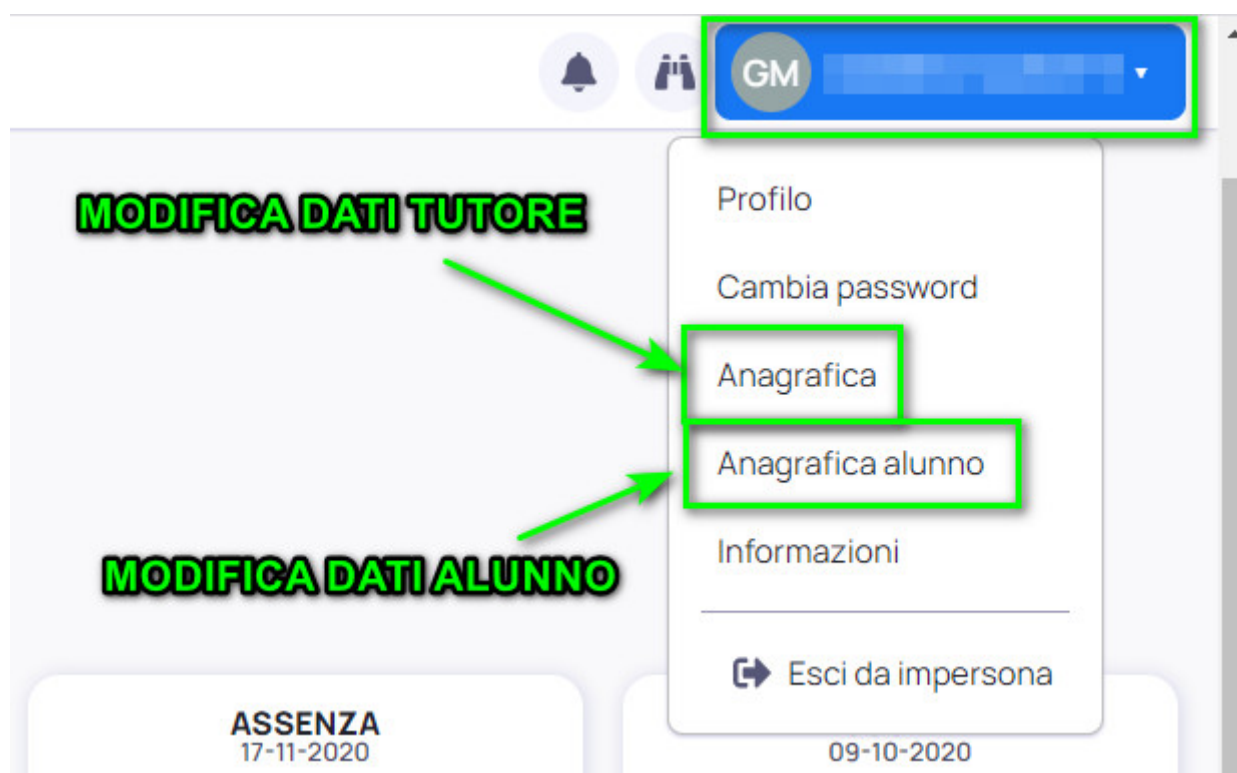 GM
MODIFICA DATI TUTORE
Profilo
Cambia password
Anagrafica
Anagrafica alunno
MODIFICA DATI ALUNNO
Informazioni
Esci da impersona
ASSENZA
17-11-2020
09-10-2020